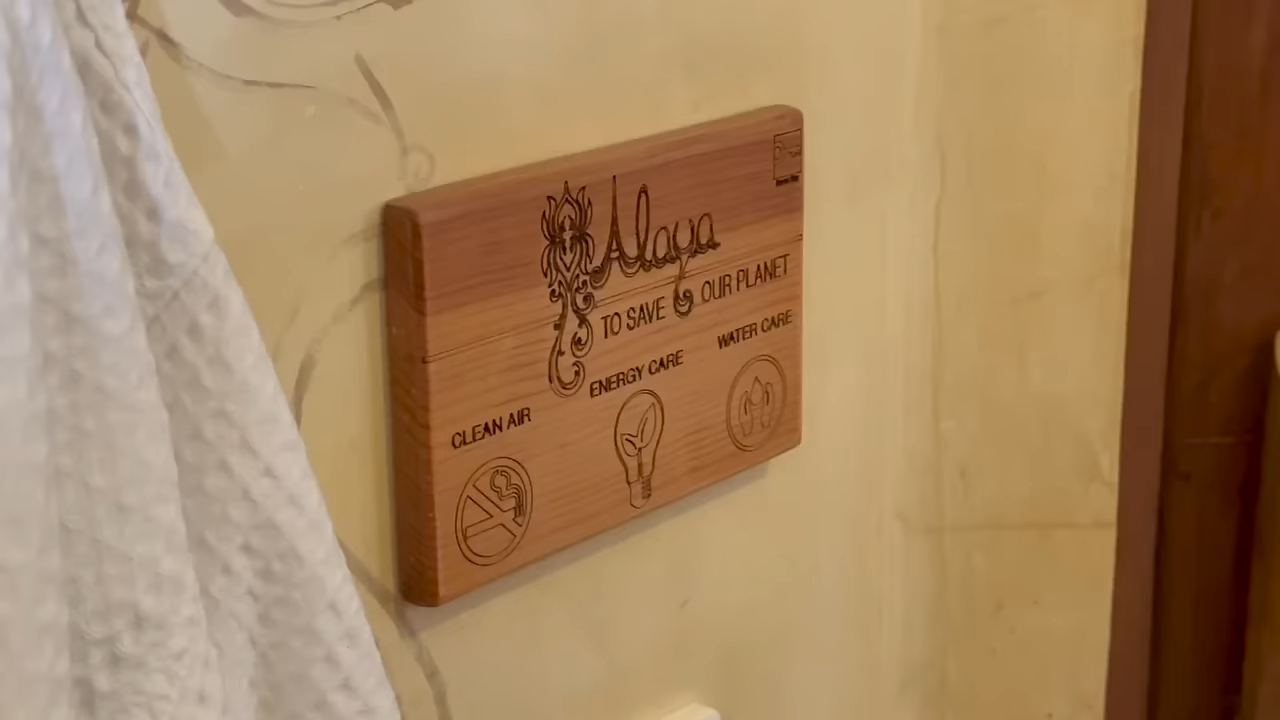 Alaya
TO SAVE OUR PLANET
CLEAN AIR
ENERGY CARE
WATER CARE